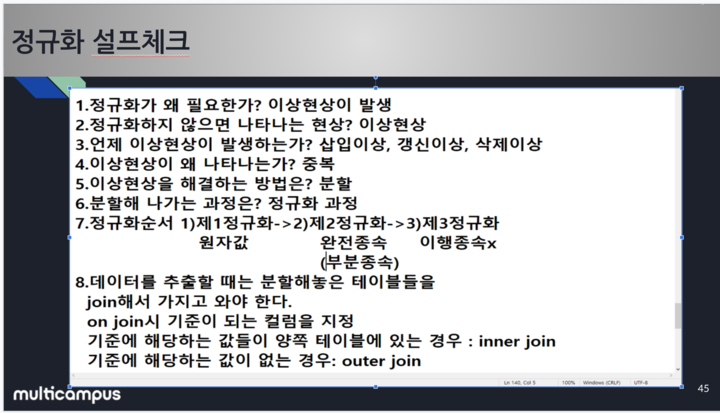 정규화 설프체크
1.정규화가 왜 필요한가? 이상현상이 발생
2.정규화하지 않으면 나타나는 현상? 이상현상
3.언제 이상현상이 발생하는가? 삽입이상, 갱신이상, 삭제이상
4.이상현상이 왜 나타나는가? 중복
5.이상현상을 해결하는 방법은? 분할
6.분할해 나가는 과정은? 정규화 과정
7.정규화순서 1)제1정규화->2)제2정규화->3)제3정규화
원자값 완전종속 이행종속x
(부분종속)
8.데이터를 추출할 때는 분할해놓은 테이블들을
join해서 가지고 와야 한다.
on join시 기준이 되는 컬럼을 지정
기준에 해당하는 값들이 양쪽 테이블에 있는 경우 : inner join
기준에 해당하는 값이 없는 경우: outer join
Ln 140, Col 5 100% Windows (CRLF) UTF-8
multicampus
45